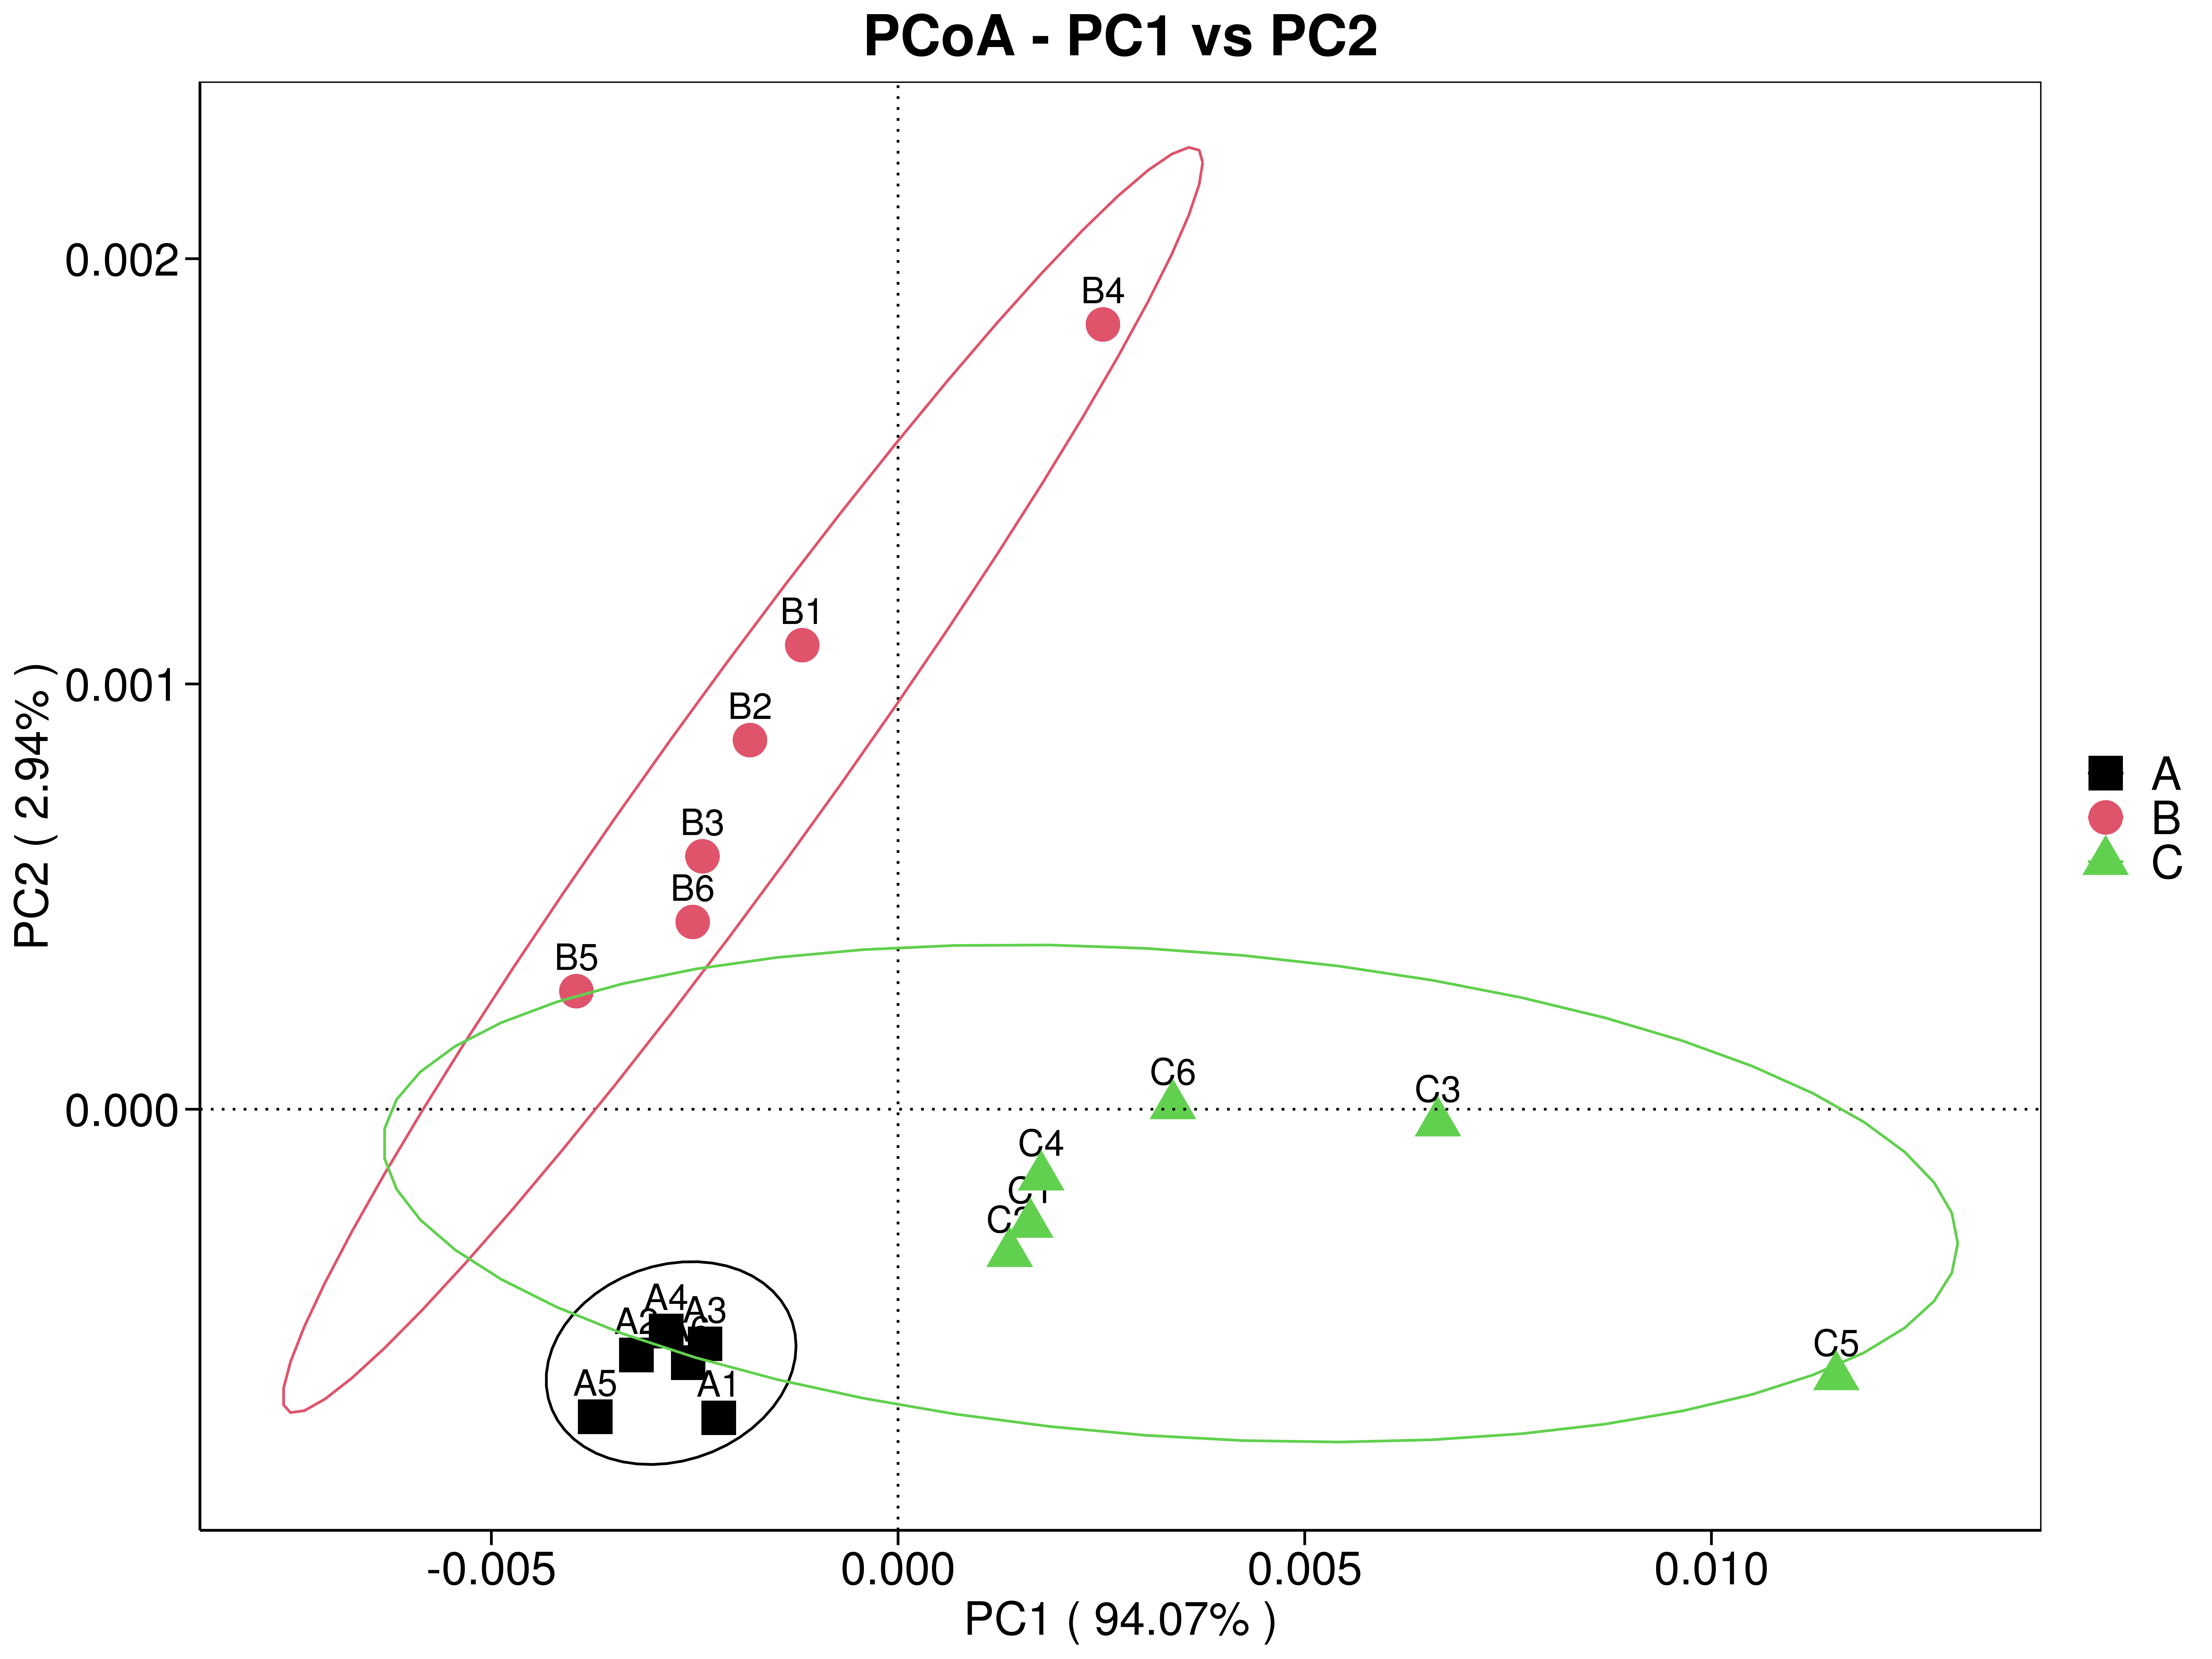 PCoA - PC1 vs PC2
0.002
0.001
0.000
PC2 ( 2.94% )
B4
B1
B2
B3
B6
B5
C6
C3
C4
C1
C5
A4
A3
A2
A5
A1
A
B
C
-0.005
0.000
0.005
0.010
PC1 ( 94.07% )